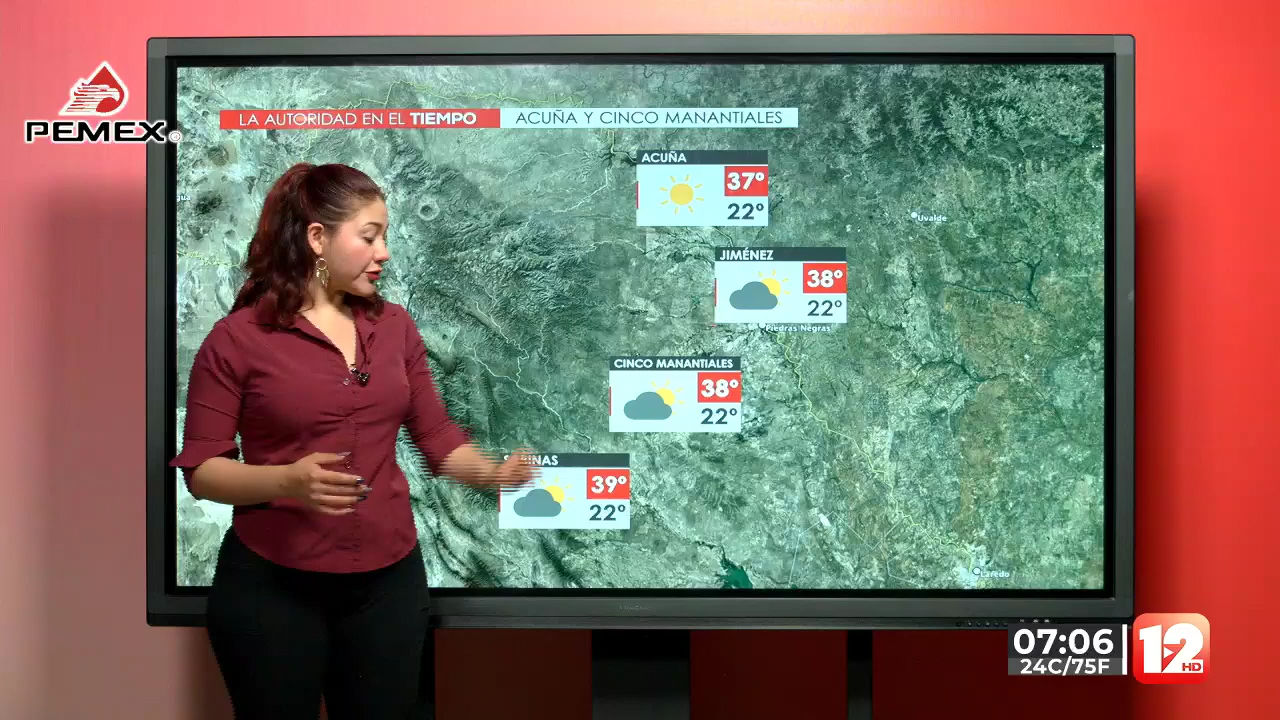 PEMEX
LA AUTORIDAD EN EL TIEMPO
ACUÑA Y CINCO MANANTIALES
ACUÑA
37°
22°
Uvalde
JIMÉNEZ
38°
22°
Piedras Negras
CINCO MANANTIALES
38°
22°
39°
22°
Laredo
07:06
24C/75F
12
HD